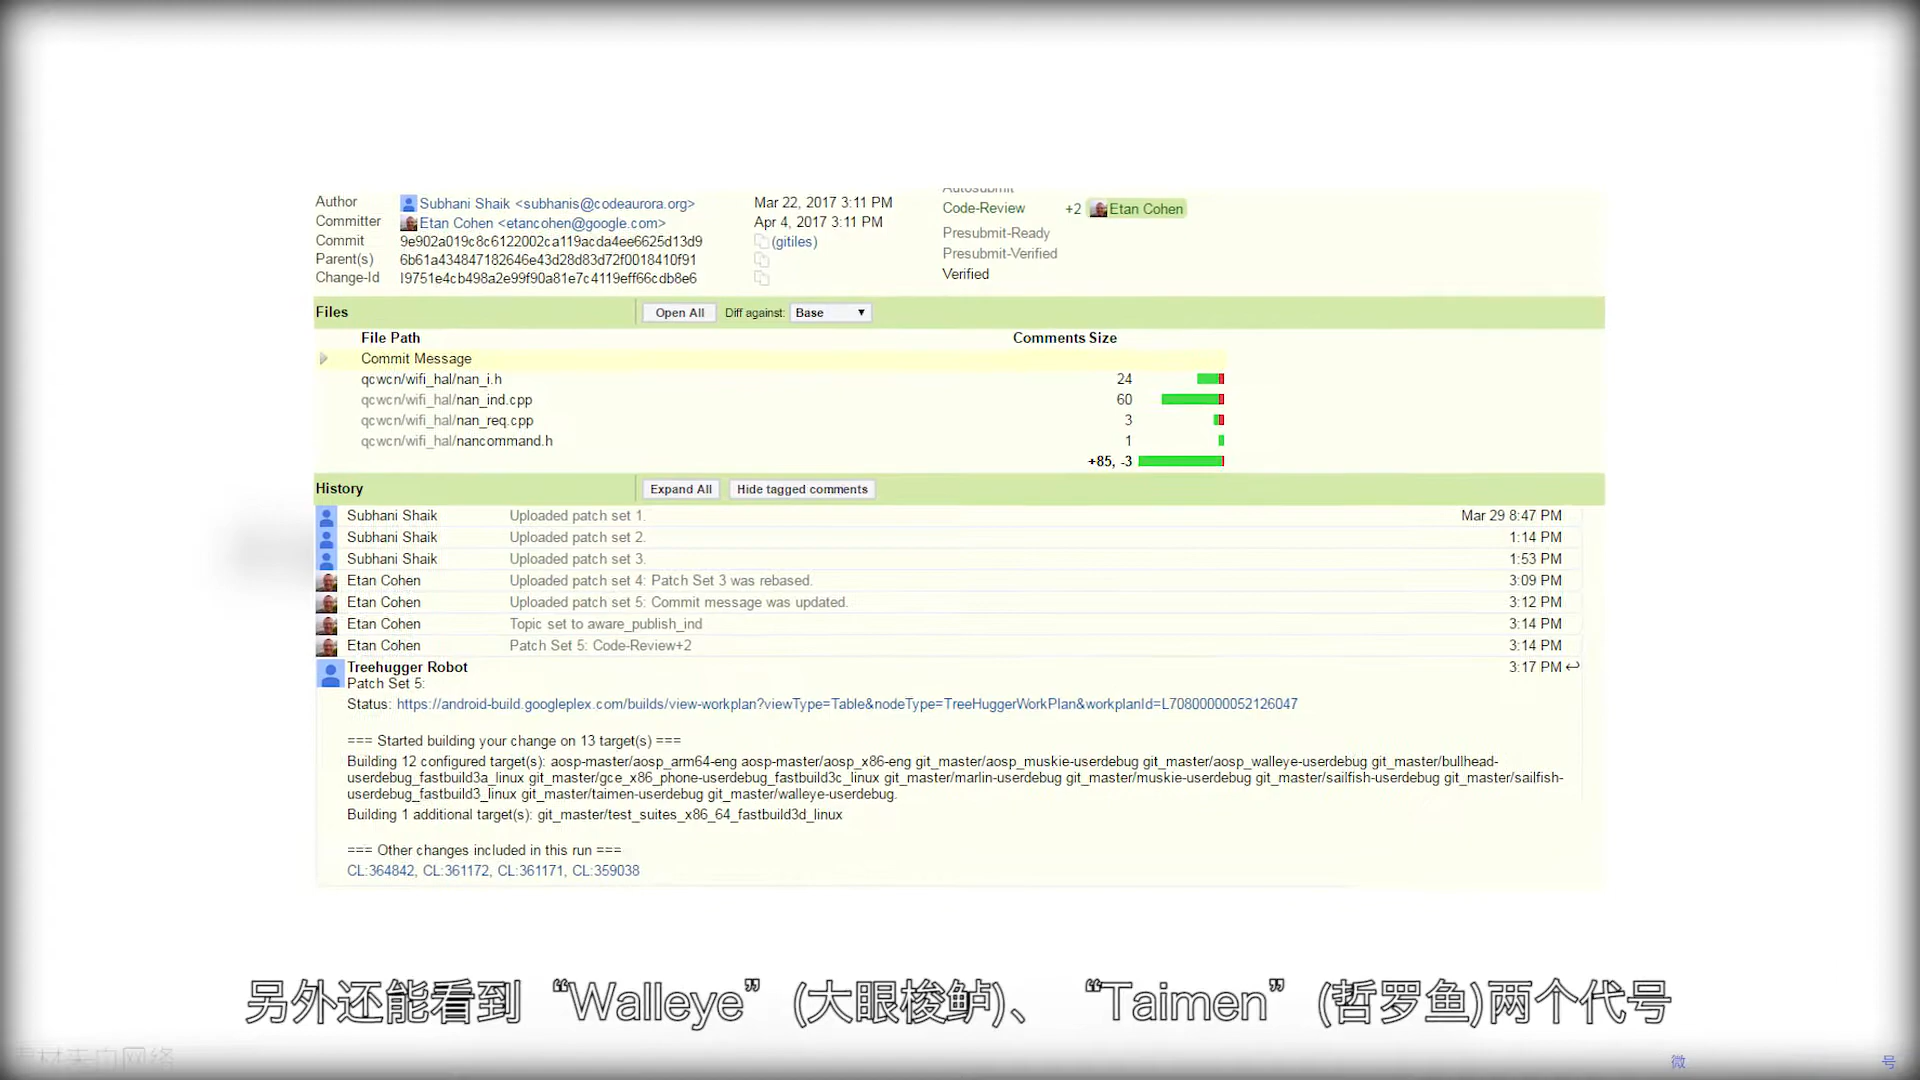 Autosubmit
Author Subhani Shaik <subhanis@codeaurora.org> Mar 22, 2017 3:11 PM Code-Review +2 Etan Cohen
Committer Etan Cohen <etancohen@google.com> Apr 4, 2017 3:11 PM
Presubmit-Ready
Commit 9e902a019c8c6122002ca119acda4ee6625d13d9 (gitiles)
Presubmit-Verified
Parent(s) 6b61a434847182646e43d28d83d72f0018410f91
Change-Id I9751e4cb498a2e99f90a81e7c4119eff66cdb8e6 Verified
Files Open All Diff against: Base
File Path Comments Size
Commit Message
qcwcn/wifi_hal/nan_i.h 24
qcwcn/wifi_hal/nan_ind.cpp 60
qcwcn/wifi_hal/nan_req.cpp 3
qcwcn/wifi_hal/nancommand.h 1
+85, -3
History Expand All Hide tagged comments
Subhani Shaik Uploaded patch set 1. Mar 29 8:47 PM
Subhani Shaik Uploaded patch set 2. 1:14 PM
Subhani Shaik Uploaded patch set 3. 1:53 PM
Etan Cohen Uploaded patch set 4: Patch Set 3 was rebased. 3:09 PM
Etan Cohen Uploaded patch set 5: Commit message was updated. 3:12 PM
Etan Cohen Topic set to aware_publish_ind 3:14 PM
Etan Cohen Patch Set 5: Code-Review+2 3:14 PM
Treehugger Robot 3:17 PM
Patch Set 5:
Status: https://android-build.googleplex.com/builds/view-workplan?viewType=Table&nodeType=TreeHuggerWorkPlan&workplanId=L70800000052126047
=== Started building your change on 13 target(s) ===
Building 12 configured target(s): aosp-master/aosp_arm64-eng aosp-master/aosp_x86-eng git_master/aosp_muskie-userdebug git_master/aosp_walleye-userdebug git_master/bullhead-
userdebug_fastbuild3a_linux git_master/gce_x86_phone-userdebug_fastbuild3c_linux git_master/marlin-userdebug git_master/muskie-userdebug git_master/sailfish-userdebug git_master/sailfish-
userdebug_fastbuild3_linux git_master/taimen-userdebug git_master/walleye-userdebug.
Building 1 additional target(s): git_master/test_suites_x86_64_fastbuild3d_linux
=== Other changes included in this run ===
CL:364842, CL:361172, CL:361171, CL:359038
另外还能看到“Walleye”(大眼梭鲈)、“Taimen”(哲罗鱼)两个代号
素材来自网络
微 号